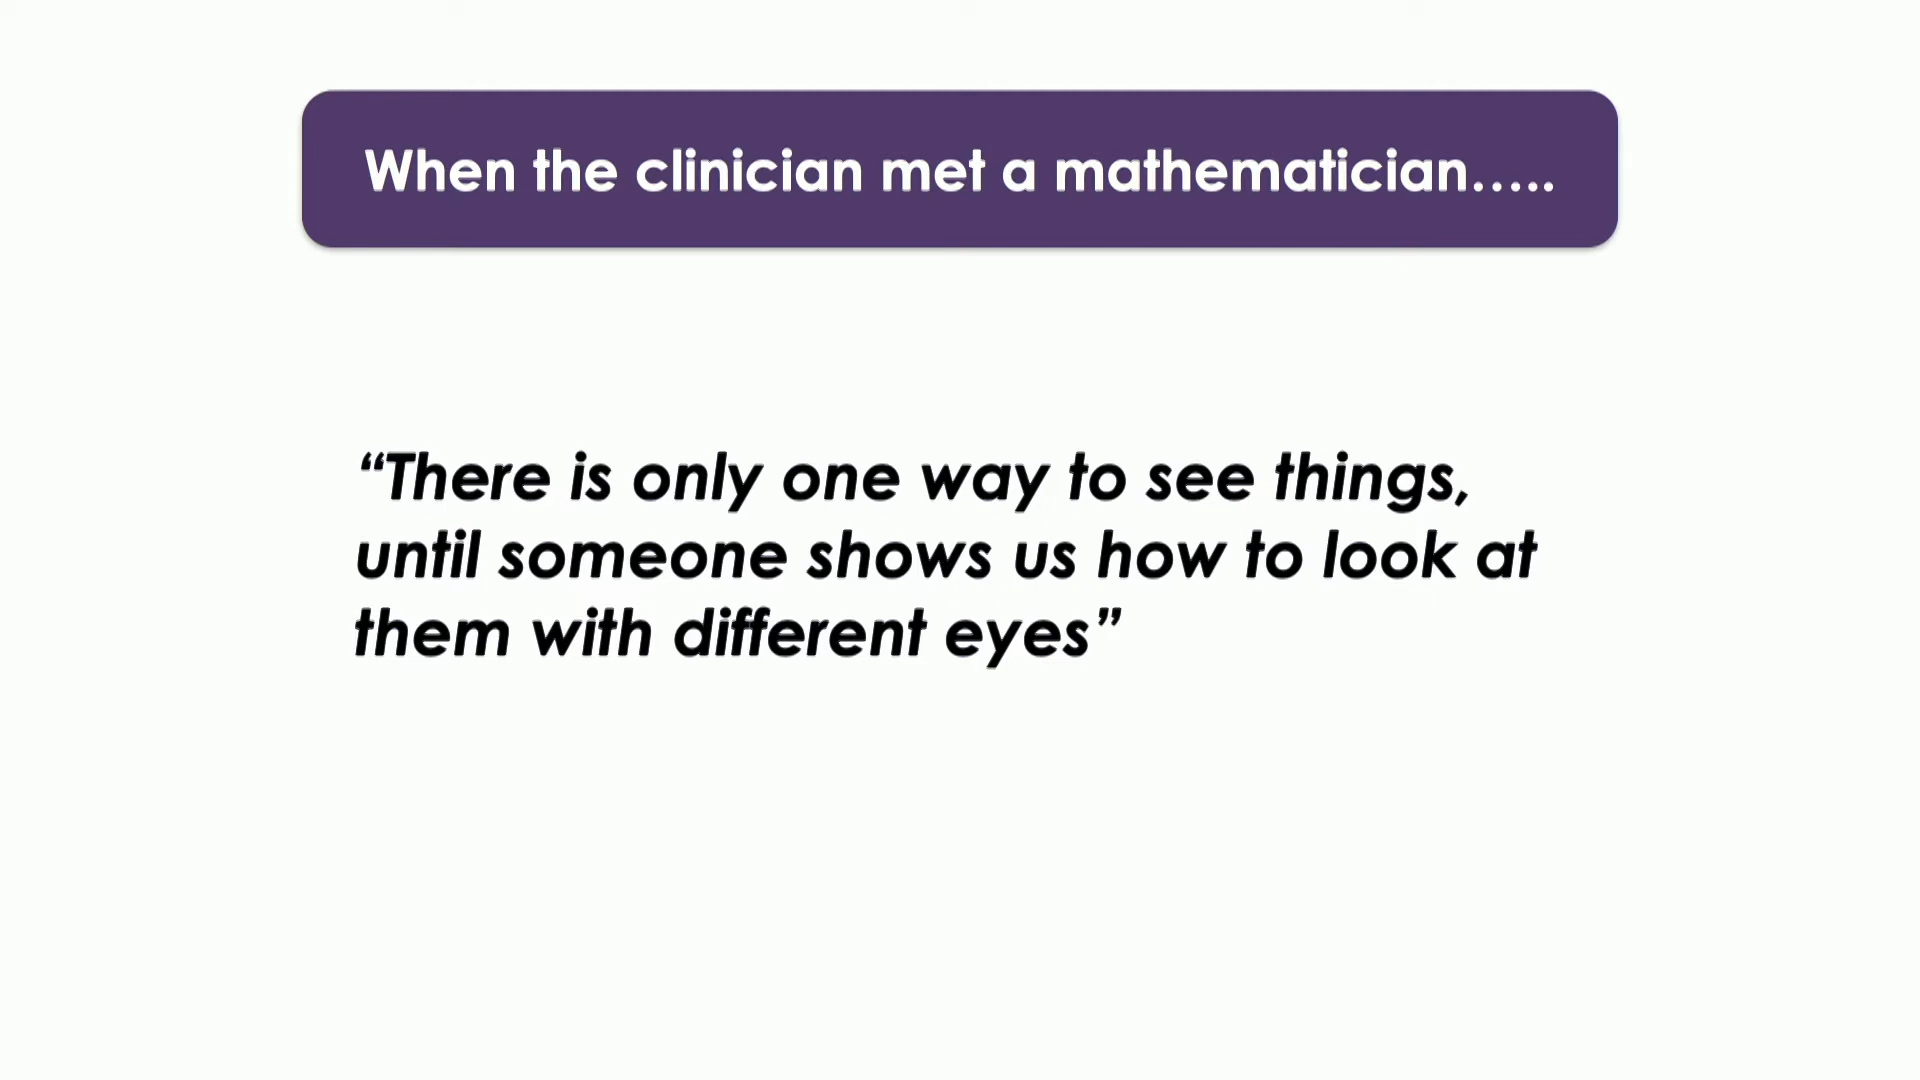 When the clinician met a mathematician…..
“There is only one way to see things,
until someone shows us how to look at
them with different eyes”